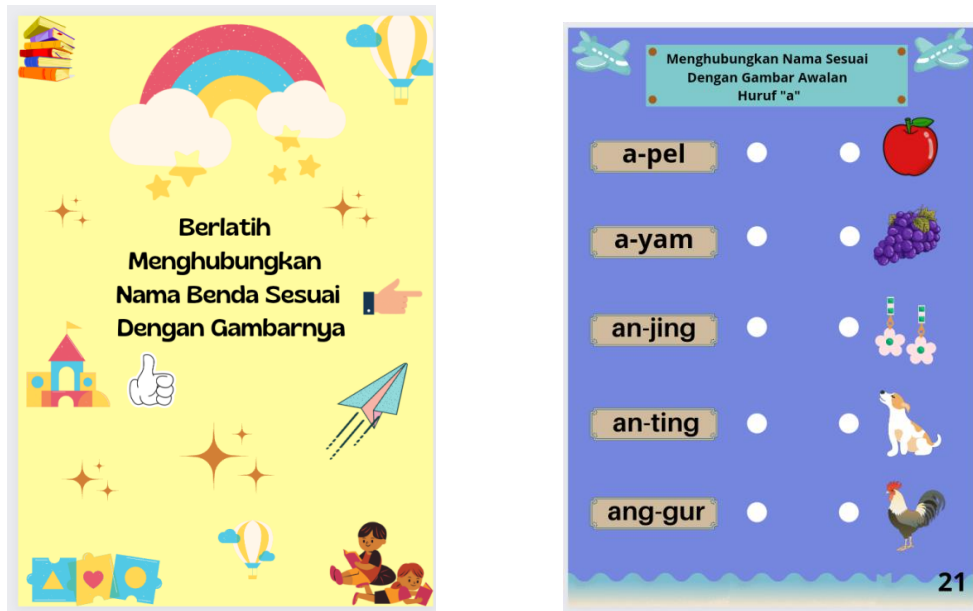 Berlatih
Menghubungkan
Nama Benda Sesuai
Dengan Gambarnya
Menghubungkan Nama Sesuai
Dengan Gambar Awalan
Huruf "a"
a-pel
a-yam
an-jing
an-ting
ang-gur
21